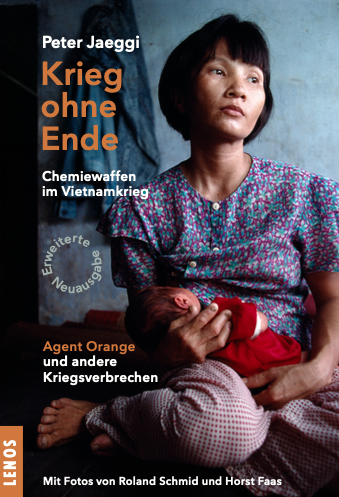 Peter Jaeggi
Krieg
ohne
Ende
Chemiewaffen
im Vietnamkrieg
Erweiterte
Neuausgabe
Agent Orange
und andere
Kriegsverbrechen
LENOS
Mit Fotos von Roland Schmid und Horst Faas